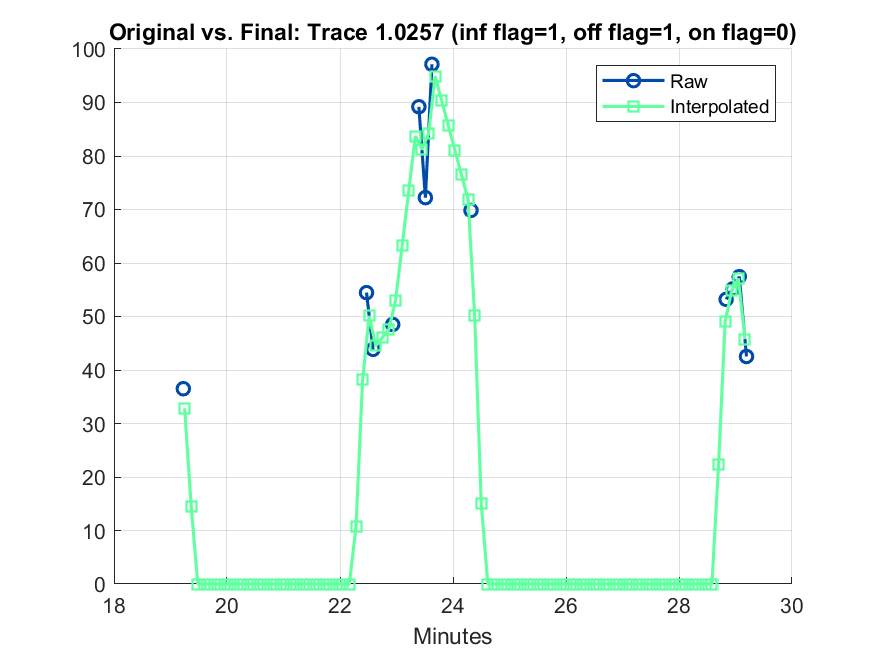 Original vs. Final: Trace 1.0257 (inf flag=1, off flag=1, on flag=0)
100
90
80
70
60
50
40
30
20
10
0
Raw
Interpolated
18 20 22 24 26 28 30
Minutes